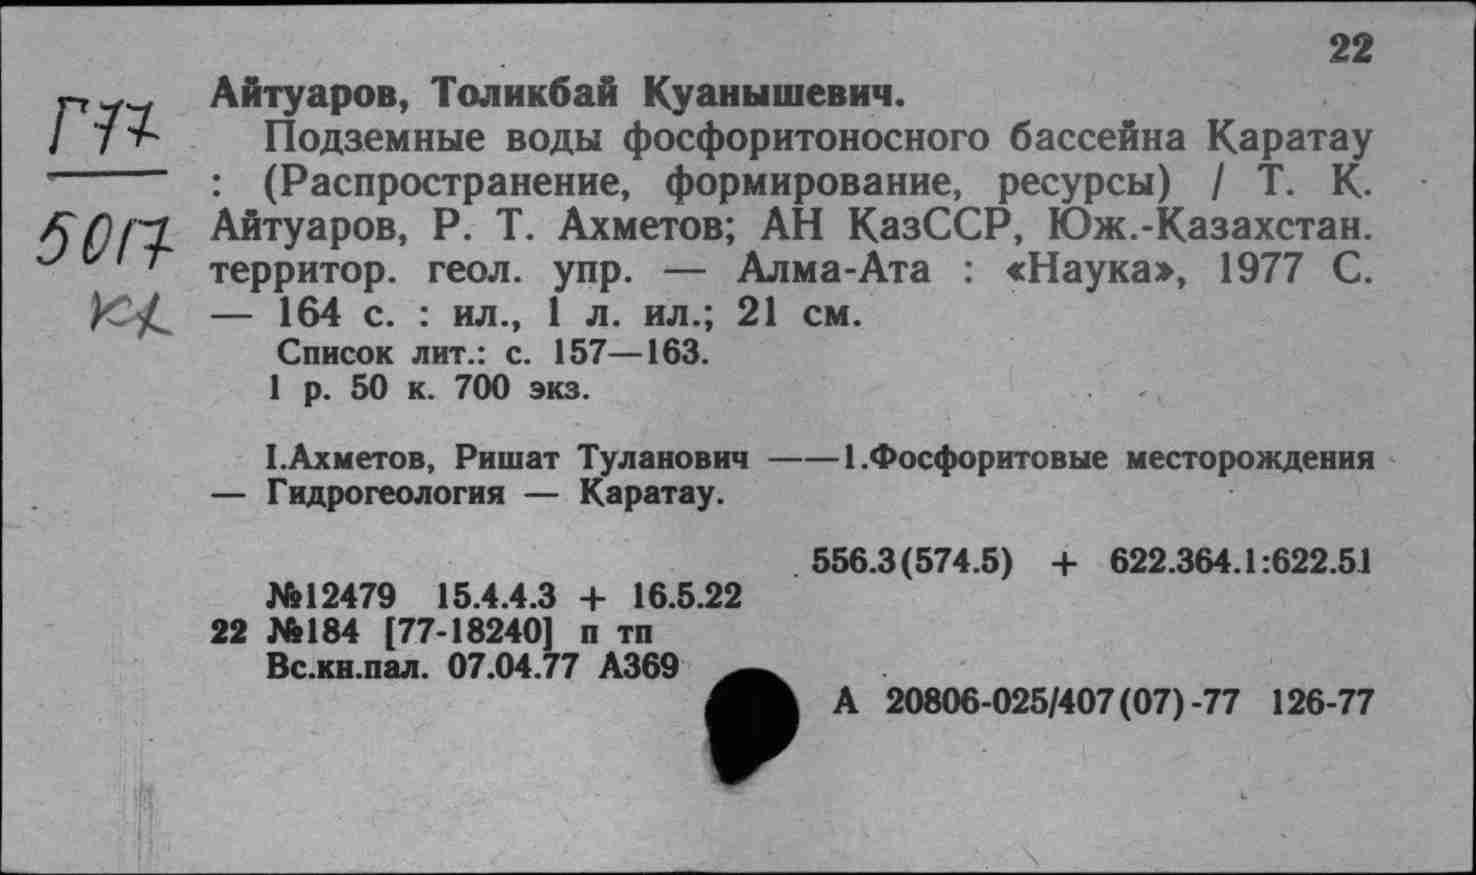 22
Айтуаров, Толикбай Куанышевич.
Г77
Подземные воды фосфоритоносного бассейна Каратау
: (Распространение, формирование, ресурсы) / Т. К.
Айтуаров, Р. Т. Ахметов; АН КазССР, Юж.-Казахстан.
территор. геол. упр. — Алма-Ата : «Наука», 1977 С.
— 164 с. : ил., 1 л. ил.; 21 см.
Список лит.: с. 157—163.
1 р. 50 к. 700 экз.
I.Ахметов, Ришат Туланович ——1.Фосфоритовые месторождения
— Гидрогеология — Каратау.
556.3(574.5) + 622.364.1:622.51
№12479 15.4.4.3 + 16.5.22
22 №184 [77-18240] п тп
Вс.кн.пал. 07.04.77 А369
А 20806-025/407(07)-77 126-77